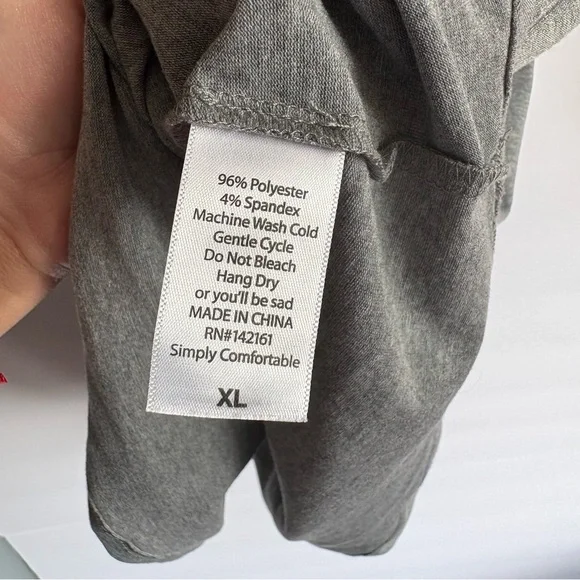 96% Polyester
4% Spandex
Machine Wash Cold
Gentle Cycle
Do Not Bleach
Hang Dry
or you'll be sad
MADE IN CHINA
RN#142161
Simply Comfortable
XL